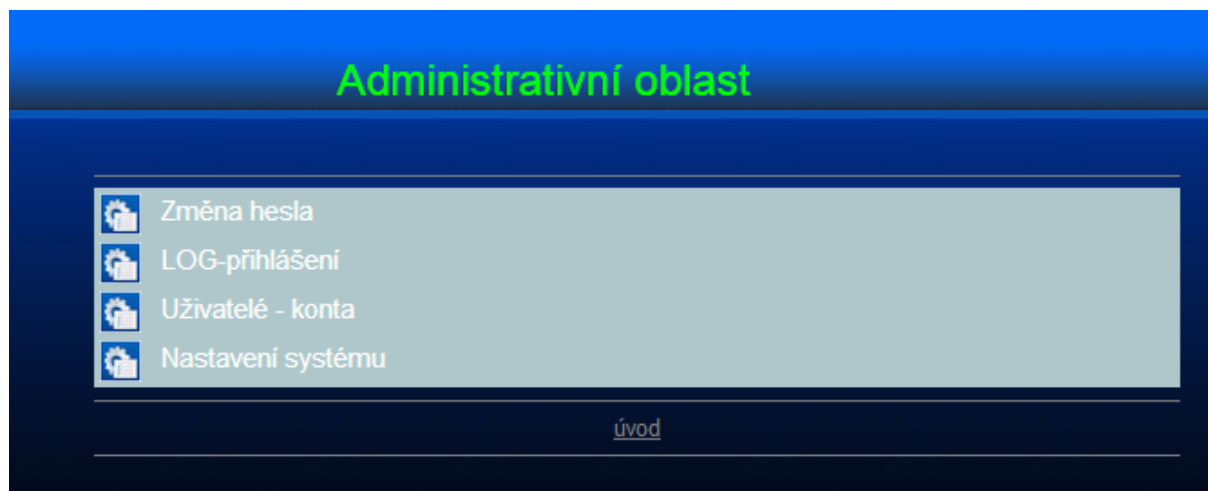 Administrativní oblast
Změna hesla
LOG-přihlášení
Uživatelé - konta
Nastavení systému
úvod